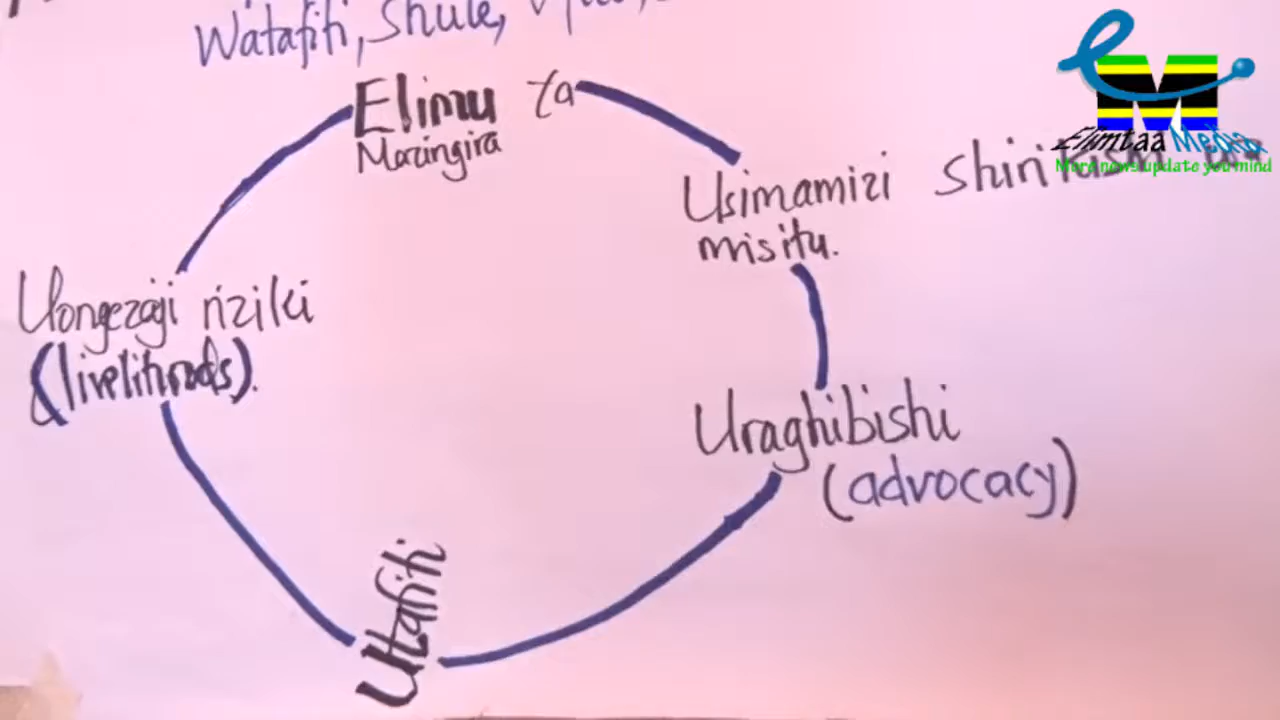 Watafiti, Shule,
Elimu ya
Mazingira
Usimamizi
misitu.
Uongezaji riziki
(livelihoods).
Uraghibishi
(advocacy)
Utafiti
eM
Elimtaa Media
More news update you mind